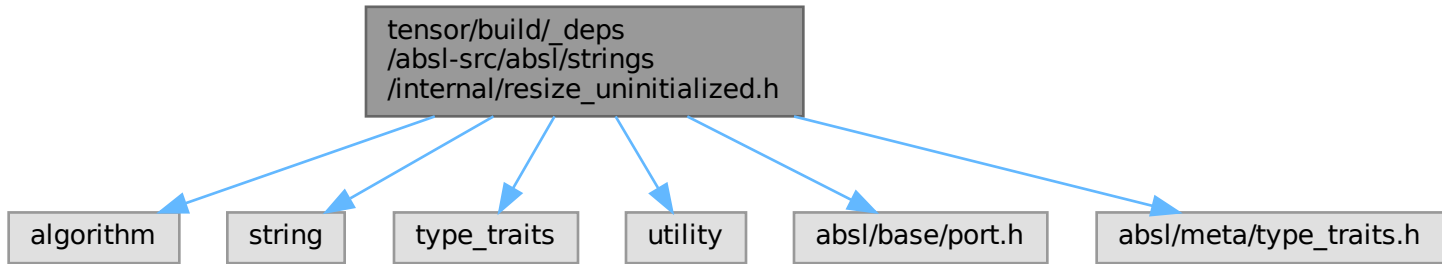 tensor/build/_deps
/absl-src/absl/strings
/internal/resize_uninitialized.h
algorithm
string
type_traits
utility
absl/base/port.h
absl/meta/type_traits.h